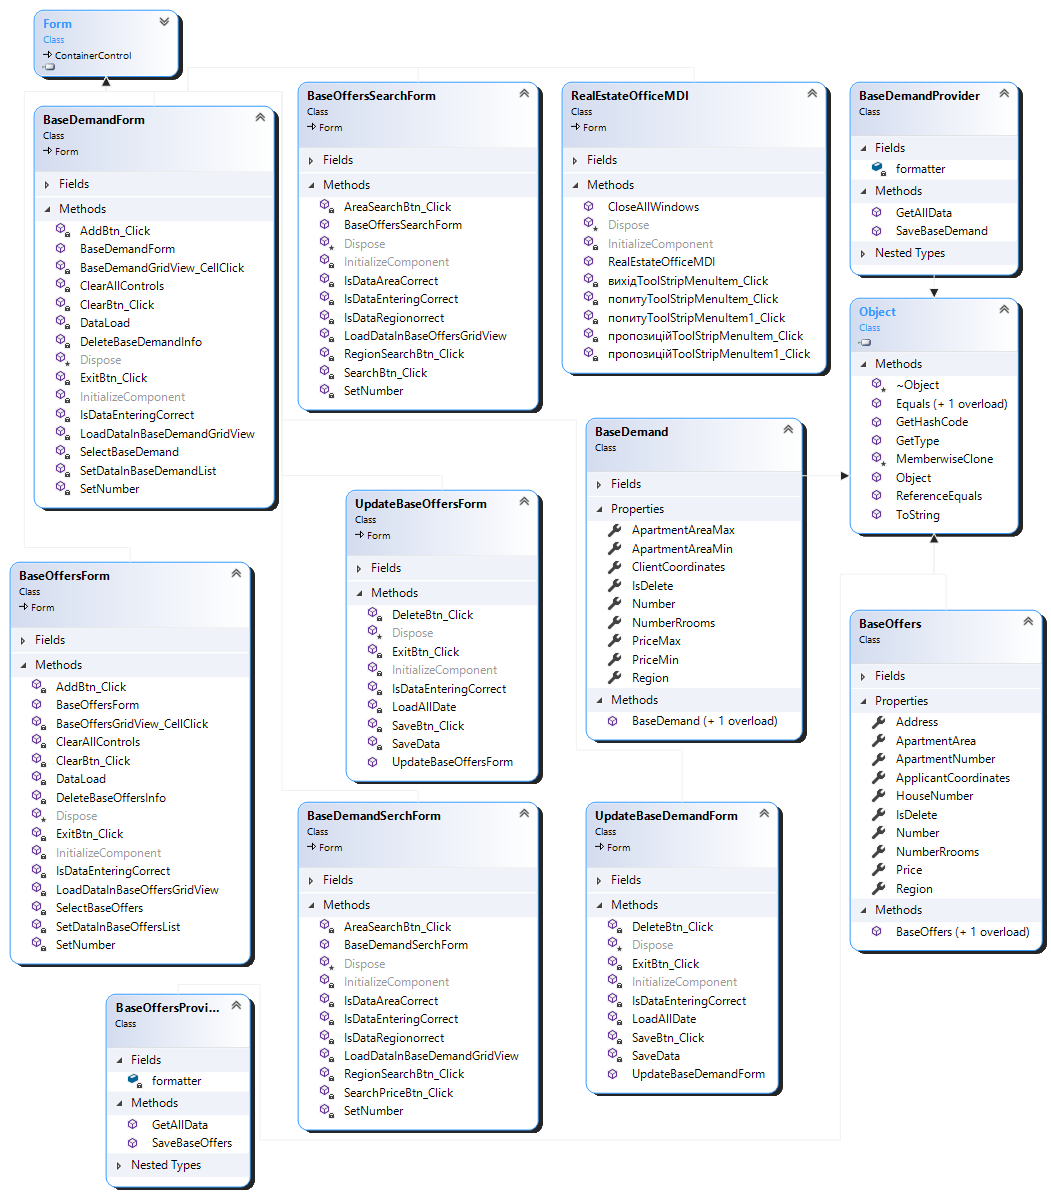 Form
Class
ContainerControl
BaseDemandForm
Class
Form
Fields
Methods
AddBtn_Click
BaseDemandForm
BaseDemandGridView_CellClick
ClearAllControls
ClearBtn_Click
DataLoad
DeleteBaseDemandInfo
Dispose
ExitBtn_Click
InitializeComponent
IsDataEnteringCorrect
LoadDataInBaseDemandGridView
SelectBaseDemand
SetDataInBaseDemandList
SetNumber
BaseOffersSearchForm
Class
Form
Fields
Methods
AreaSearchBtn_Click
BaseOffersSearchForm
Dispose
InitializeComponent
IsDataAreaCorrect
IsDataEnteringCorrect
IsDataRegionorrect
LoadDataInBaseOffersGridView
RegionSearchBtn_Click
SearchBtn_Click
SetNumber
RealEstateOfficeMDI
Class
Form
Fields
Methods
CloseAllWindows
Dispose
InitializeComponent
RealEstateOfficeMDI
вихідToolStripMenuItem_Click
попитуToolStripMenuItem_Click
попитуToolStripMenuItem1_Click
пропозиційToolStripMenuItem_Click
пропозиційToolStripMenuItem1_Click
BaseDemandProvider
Class
Fields
formatter
Methods
GetAllData
SaveBaseDemand
Nested Types
Object
Class
Methods
~Object
Equals (+ 1 overload)
GetHashCode
GetType
MemberwiseClone
Object
ReferenceEquals
ToString
BaseDemand
Class
Fields
Properties
ApartmentAreaMax
ApartmentAreaMin
ClientCoordinates
IsDelete
Number
NumberRrooms
PriceMax
PriceMin
Region
Methods
BaseDemand (+ 1 overload)
UpdateBaseOffersForm
Class
Form
Fields
Methods
DeleteBtn_Click
Dispose
ExitBtn_Click
InitializeComponent
IsDataEnteringCorrect
LoadAllDate
SaveBtn_Click
SaveData
UpdateBaseOffersForm
BaseOffersForm
Class
Form
Fields
Methods
AddBtn_Click
BaseOffersForm
BaseOffersGridView_CellClick
ClearAllControls
ClearBtn_Click
DataLoad
DeleteBaseOffersInfo
Dispose
ExitBtn_Click
InitializeComponent
IsDataEnteringCorrect
LoadDataInBaseOffersGridView
SelectBaseOffers
SetDataInBaseOffersList
SetNumber
BaseOffers
Class
Fields
Properties
Address
ApartmentArea
ApartmentNumber
ApplicantCoordinates
HouseNumber
IsDelete
Number
NumberRrooms
Price
Region
Methods
BaseOffers (+ 1 overload)
BaseDemandSerchForm
Class
Form
Fields
Methods
AreaSearchBtn_Click
BaseDemandSerchForm
Dispose
InitializeComponent
IsDataAreaCorrect
IsDataEnteringCorrect
IsDataRegionorrect
LoadDataInBaseDemandGridView
RegionSearchBtn_Click
SearchPriceBtn_Click
SetNumber
UpdateBaseDemandForm
Class
Form
Fields
Methods
DeleteBtn_Click
Dispose
ExitBtn_Click
InitializeComponent
IsDataEnteringCorrect
LoadAllDate
SaveBtn_Click
SaveData
UpdateBaseDemandForm
BaseOffersProvi...
Class
Fields
formatter
Methods
GetAllData
SaveBaseOffers
Nested Types